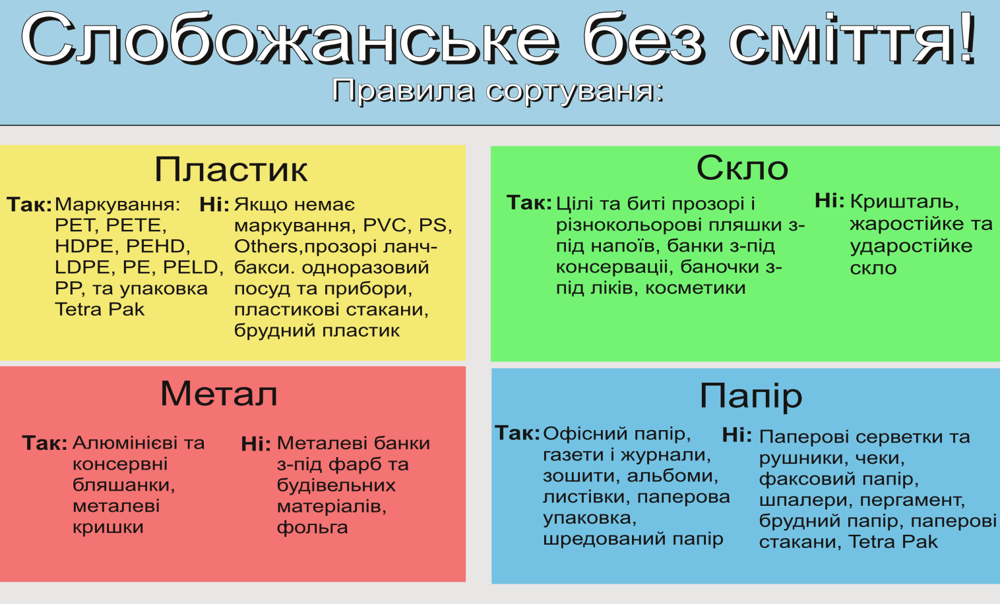 Слобожанське без сміття!
Правила сортуваня:
Пластик
Так:
Маркування:
PET, PETE,
HDPE, PEHD,
LDPE, PE, PELD,
PP, та упаковка
Tetra Pak
Ні:
Якщо немає
маркування, PVC, PS,
Others,прозорі ланч-
бакси. одноразовий
посуд та прибори,
пластикові стакани,
брудний пластик
Скло
Так:
Цілі та биті прозорі і
різнокольорові пляшки з-
під напоїв, банки з-під
консервації, баночки з-
під ліків, косметики
Ні:
Кришталь,
жаростійке та
ударостійке
скло
Метал
Так:
Алюмінієві та
консервні
бляшанки,
металеві
кришки
Ні:
Металеві банки
з-під фарб та
будівельних
матеріалів,
фольга
Папір
Так:
Офісний папір,
газети і журнали,
зошити, альбоми,
листівки, паперова
упаковка,
шредований папір
Ні:
Паперові серветки та
рушники, чеки,
факсовий папір,
шпалери, пергамент,
брудний папір, паперові
стакани, Tetra Pak